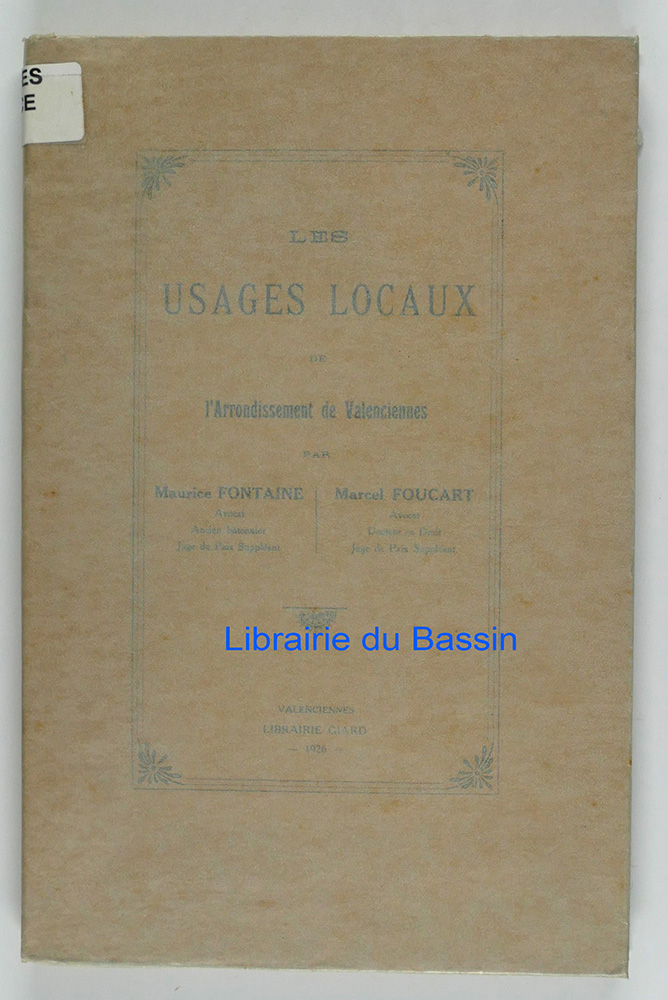 ES
CE
LES
USAGES LOCAUX
DE
l'Arrondissement de Valenciennes
PAR
Maurice FONTAINE
Avocat
Ancien bâtonnier
Juge de Paix Suppléant
Marcel FOUCART
Avocat
Docteur en Droit
Juge de Paix Suppléant
Librairie du Bassin
VALENCIENNES
LIBRAIRIE GIARD
— 1926 —